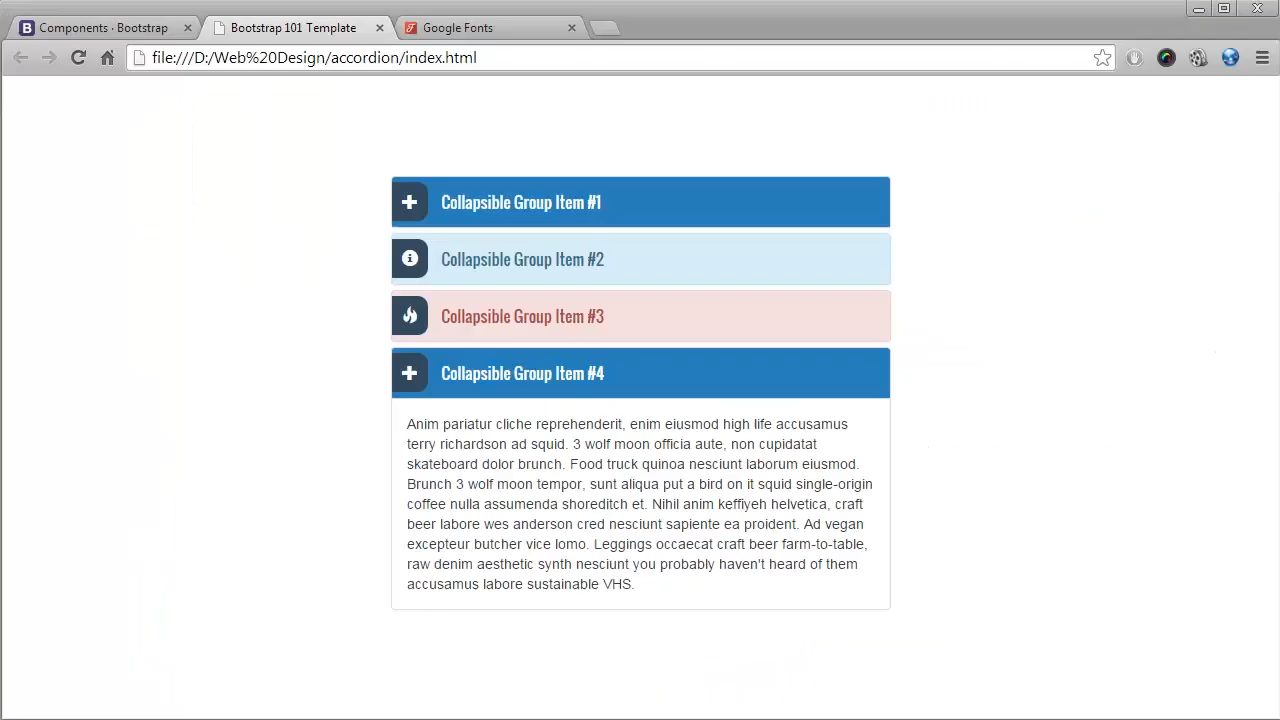 Components · Bootstrap
Bootstrap 101 Template
Google Fonts
file:///D:/Web%20Design/accordion/index.html
Collapsible Group Item #1
Collapsible Group Item #2
Collapsible Group Item #3
Collapsible Group Item #4
Anim pariatur cliche reprehenderit, enim eiusmod high life accusamus
terry richardson ad squid. 3 wolf moon officia aute, non cupidatat
skateboard dolor brunch. Food truck quinoa nesciunt laborum eiusmod.
Brunch 3 wolf moon tempor, sunt aliqua put a bird on it squid single-origin
coffee nulla assumenda shoreditch et. Nihil anim keffiyeh helvetica, craft
beer labore wes anderson cred nesciunt sapiente ea proident. Ad vegan
excepteur butcher vice lomo. Leggings occaecat craft beer farm-to-table,
raw denim aesthetic synth nesciunt you probably haven't heard of them
accusamus labore sustainable VHS.